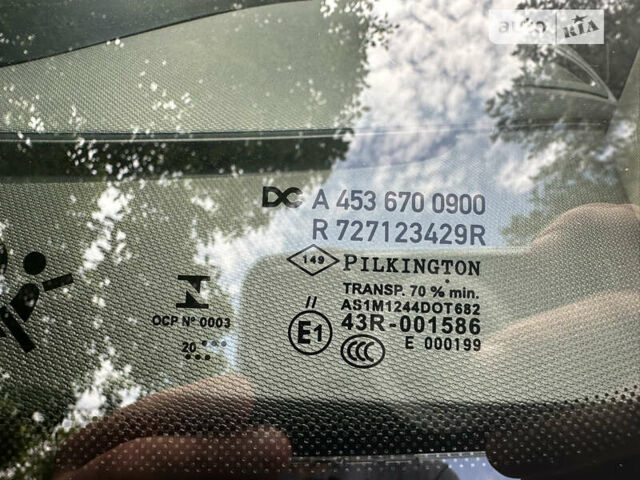 auto RIA
DC A 453 670 0900
R 727123429R
149 PILKINGTON
TRANSP. 70 % min.
AS1M1244DOT682
// 43R-001586
E1 CCC E 000199
N
OCP Nº 0003
20